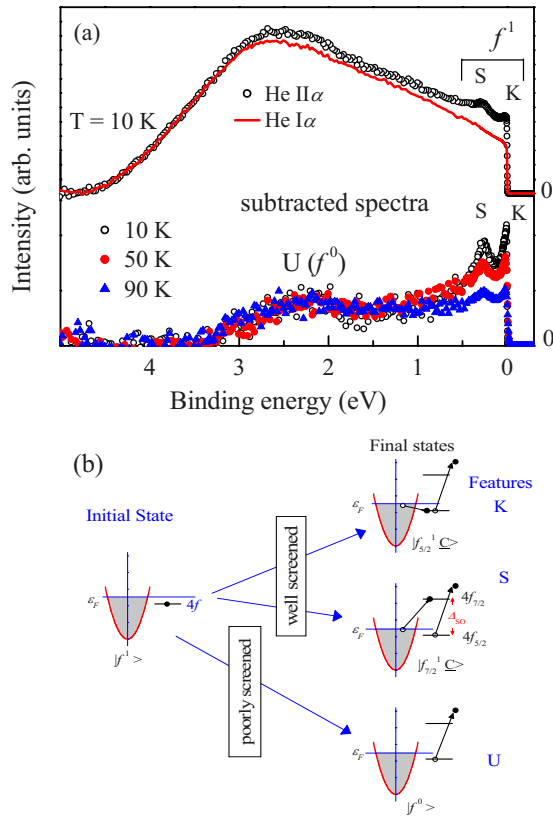 (a)
f¹
S K
He IIα
He Iα
T = 10 K
0
subtracted spectra
S K
10 K
50 K
90 K
U (f⁰)
0
Intensity (arb. units)
4 3 2 1 0
Binding energy (eV)
(b)
Final states
Features
K
Initial State
εF
4f
|f¹ >
well screened
poorly screened
εF
|f5/2¹ C>
S
εF
4f7/2
ΔSO
4f5/2
|f7/2¹ C>
εF
U
|f⁰ >